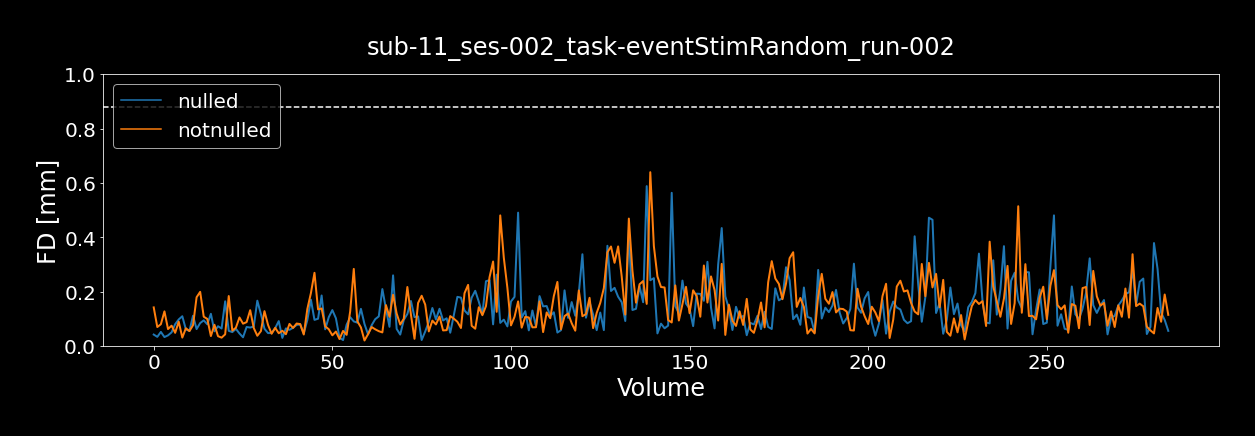 sub-11_ses-002_task-eventStimRandom_run-002
1.0
0.8
0.6
0.4
0.2
0.0
FD [mm]
nulled
notnulled
0 50 100 150 200 250
Volume